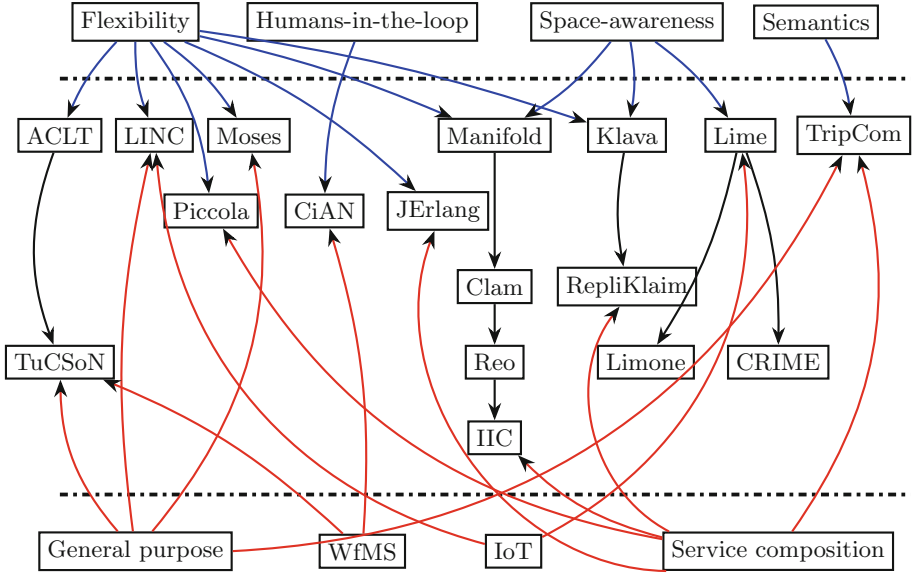 Flexibility
Humans-in-the-loop
Space-awareness
Semantics
ACLT
LINC
Moses
Manifold
Klava
Lime
TripCom
Piccola
CiAN
JErlang
Clam
RepliKlaim
TuCSoN
Reo
Limone
CRIME
IIC
General purpose
WfMS
IoT
Service composition